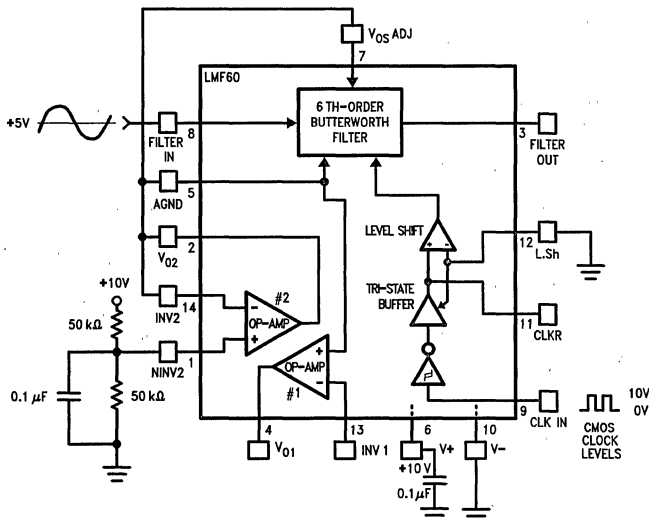 V_OS ADJ
7
LMF60
6 TH-ORDER
BUTTERWORTH
FILTER
+5V
8
FILTER
IN
3
FILTER
OUT
5
AGND
LEVEL SHIFT
+ -
12
L.Sh
2
V_O2
TRI-STATE
BUFFER
+10V
#2
-
OP-AMP
+
14
INV2
11
CLKR
50 kΩ
1
NINV2
+
OP-AMP
-
#1
0.1 µF
50 kΩ
9
CLK IN
10V
0V
CMOS
CLOCK
LEVELS
4
V_O1
13
INV 1
6
V+
+10 V
0.1µF
10
V-